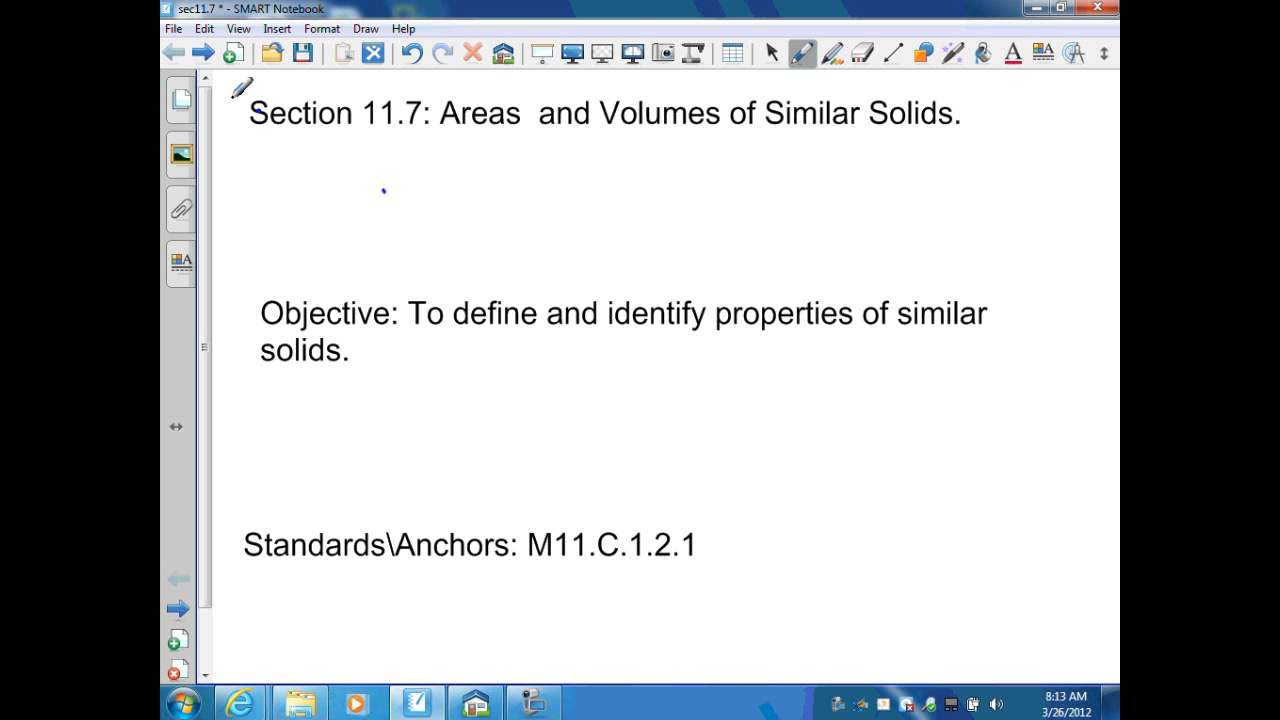 sec11.7 * - SMART Notebook
File Edit View Insert Format Draw Help
Section 11.7: Areas  and Volumes of Similar Solids.
Objective: To define and identify properties of similar
solids.
Standards\Anchors: M11.C.1.2.1
8:13 AM
3/26/2012